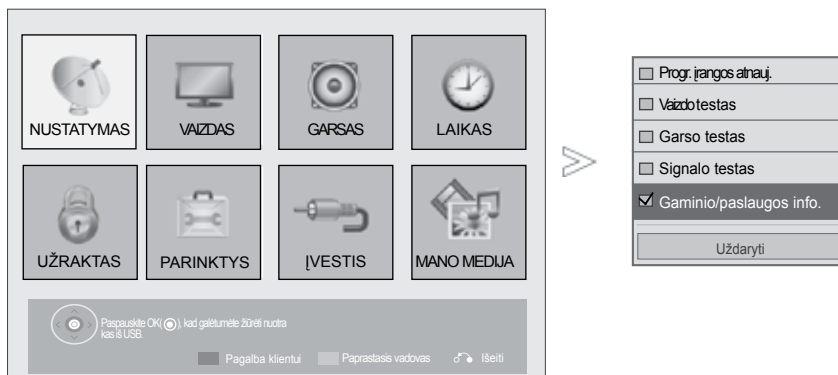 NUSTATYMAS
VAIZDAS
GARSAS
LAIKAS
UŽRAKTAS
PARINKTYS
ĮVESTIS
MANO MEDIJA
Paspauskite OK( ), kad galėtumėte žiūrėti nuotra
kas iš USB.
Pagalba klientui
Paprastasis vadovas
Išeiti
Progr. įrangos atnauj.
Vaizdo testas
Garso testas
Signalo testas
Gaminio/paslaugos info.
Uždaryti